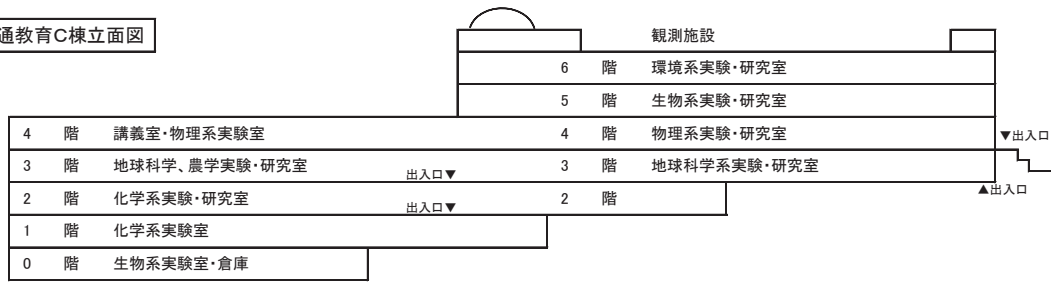 通教育C棟立面図
観測施設
6 階 環境系実験・研究室
5 階 生物系実験・研究室
4 階 講義室・物理系実験室 4 階 物理系実験・研究室 ▼出入口
3 階 地球科学、農学実験・研究室 出入口▼ 3 階 地球科学系実験・研究室
▲出入口
2 階 化学系実験・研究室 出入口▼ 2 階
1 階 化学系実験室
0 階 生物系実験室・倉庫